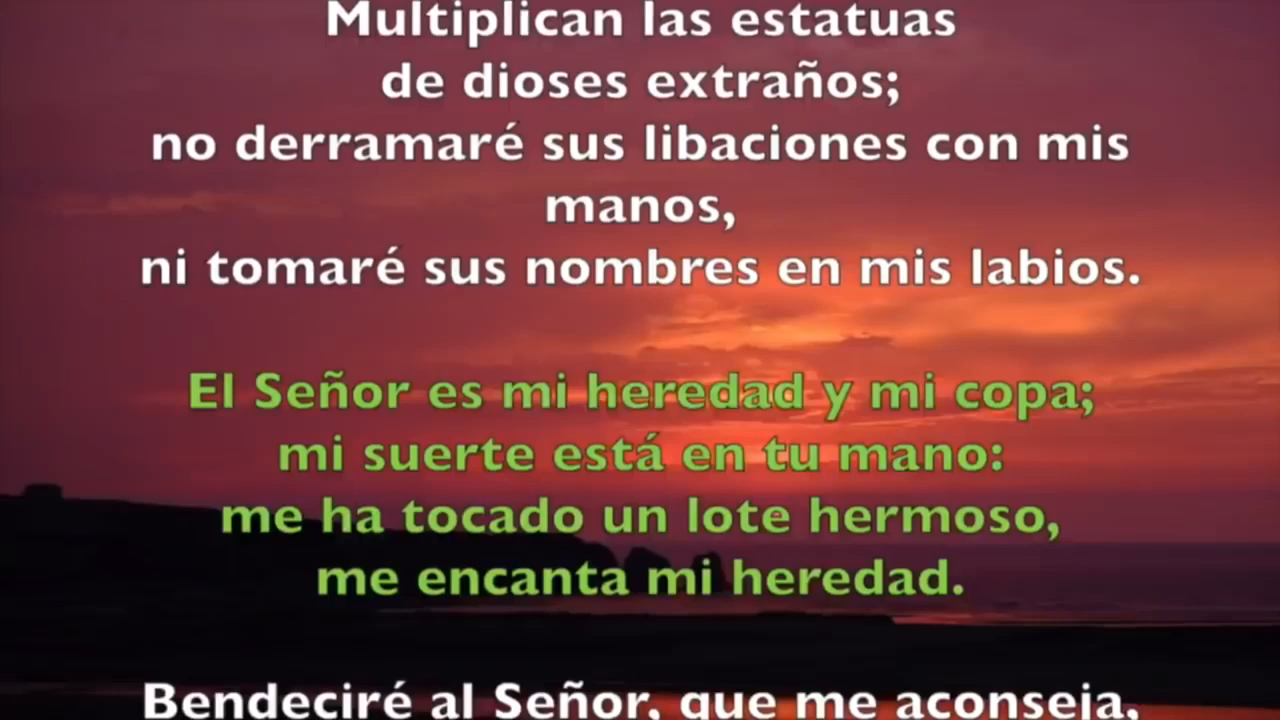 Multiplican las estatuas
de dioses extraños;
no derramaré sus libaciones con mis
manos,
ni tomaré sus nombres en mis labios.
El Señor es mi heredad y mi copa;
mi suerte está en tu mano:
me ha tocado un lote hermoso,
me encanta mi heredad.
Bendeciré al Señor, que me aconseja,